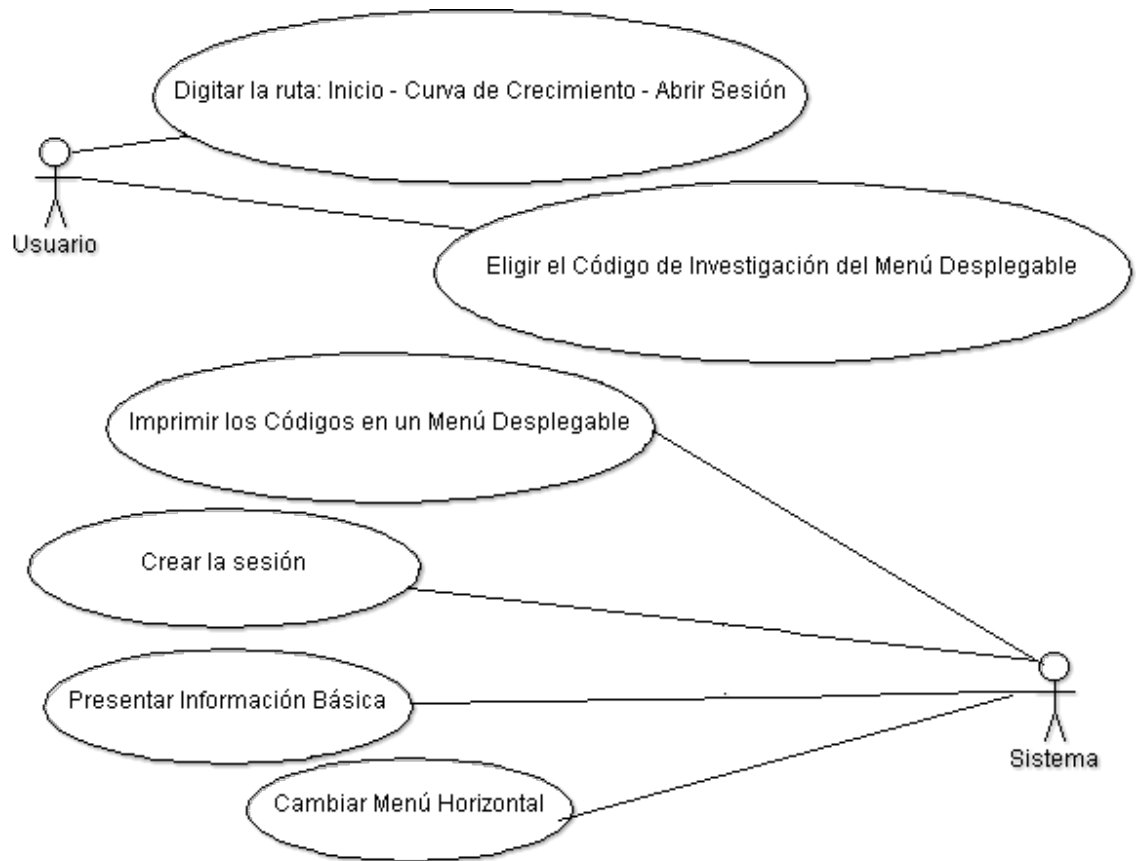 Digitar la ruta: Inicio - Curva de Crecimiento - Abrir Sesión
Usuario
Eligir el Código de Investigación del Menú Desplegable
Imprimir los Códigos en un Menú Desplegable
Crear la sesión
Presentar Información Básica
Sistema
Cambiar Menú Horizontal